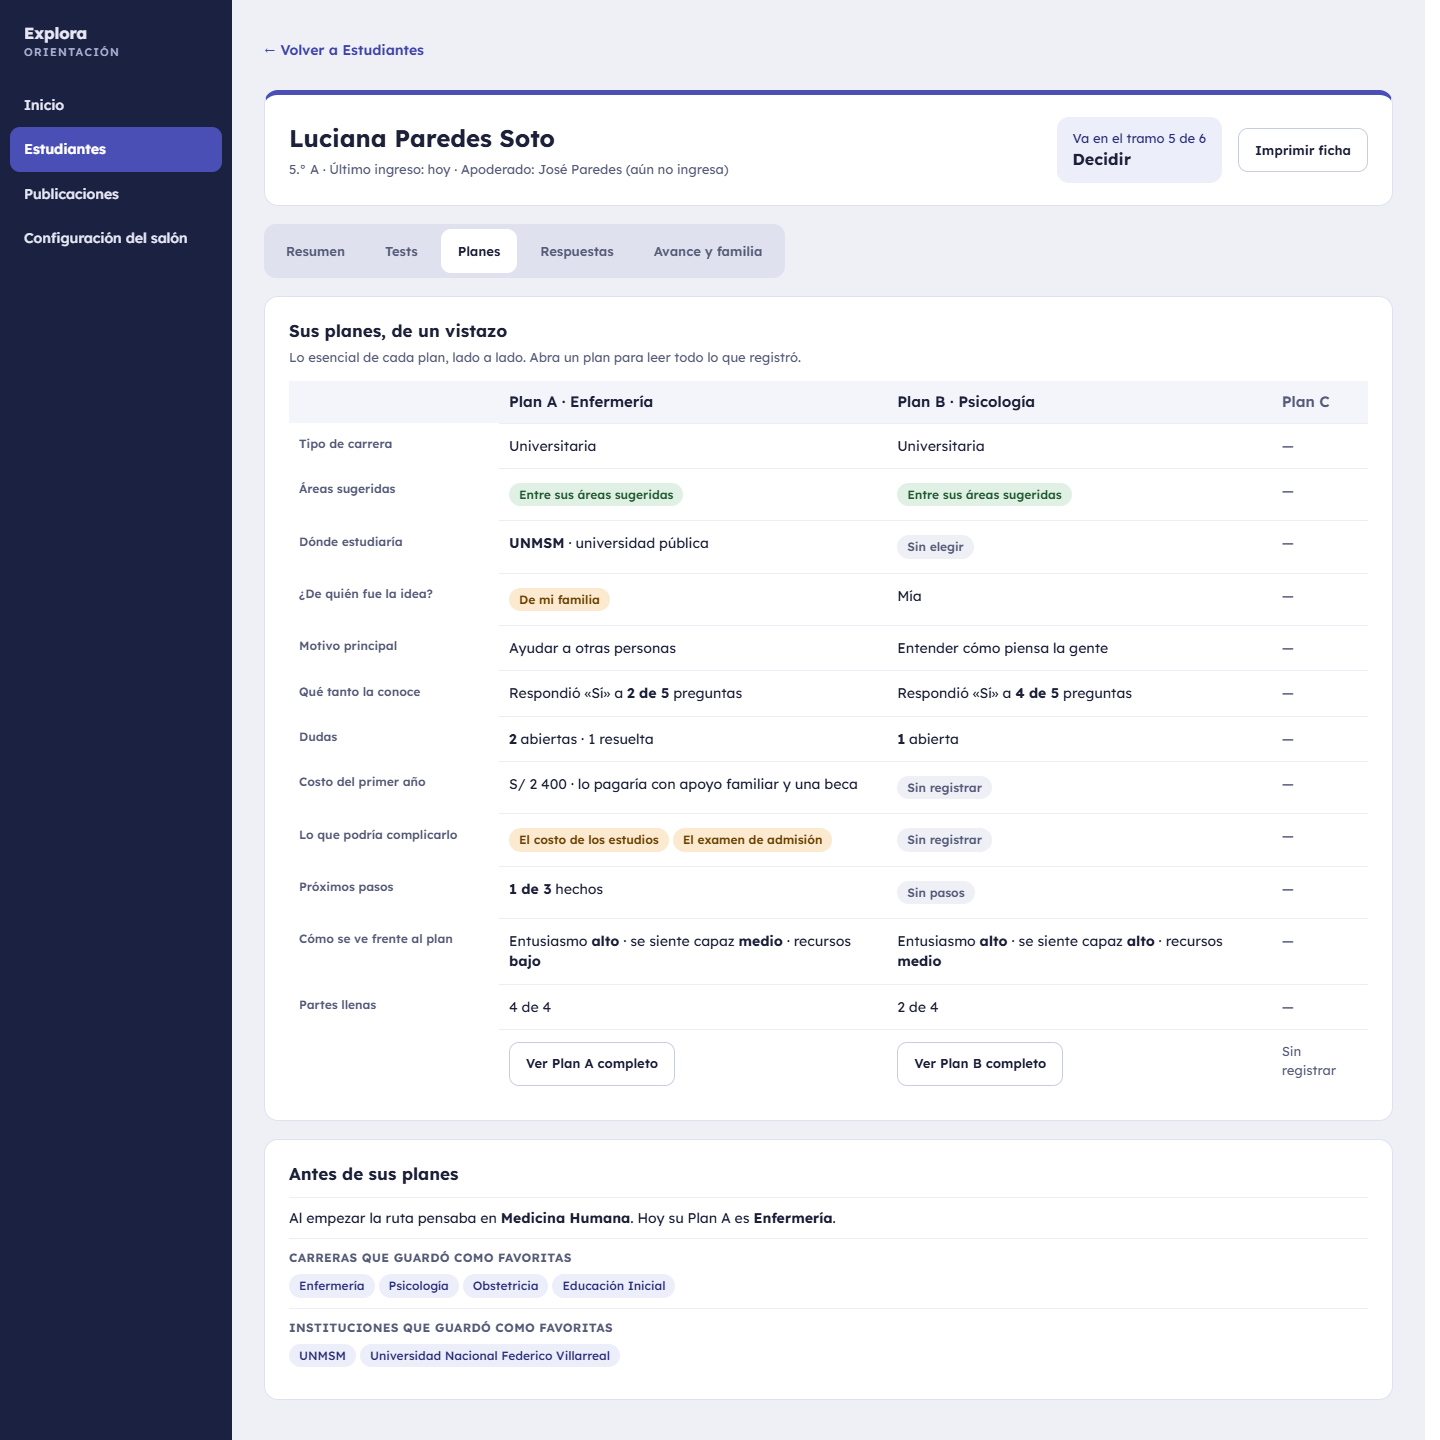 Explora
ORIENTACIÓN
Inicio
Estudiantes
Publicaciones
Configuración del salón
← Volver a Estudiantes
Luciana Paredes Soto
5.° A · Último ingreso: hoy · Apoderado: José Paredes (aún no ingresa)
Va en el tramo 5 de 6
Decidir
Imprimir ficha
Resumen Tests Planes Respuestas Avance y familia
Sus planes, de un vistazo
Lo esencial de cada plan, lado a lado. Abra un plan para leer todo lo que registró.
Plan A · Enfermería Plan B · Psicología Plan C
Tipo de carrera Universitaria Universitaria —
Áreas sugeridas Entre sus áreas sugeridas Entre sus áreas sugeridas —
Dónde estudiaría UNMSM · universidad pública Sin elegir —
¿De quién fue la idea? De mi familia Mía —
Motivo principal Ayudar a otras personas Entender cómo piensa la gente —
Qué tanto la conoce Respondió «Sí» a 2 de 5 preguntas Respondió «Sí» a 4 de 5 preguntas —
Dudas 2 abiertas · 1 resuelta 1 abierta —
Costo del primer año S/ 2 400 · lo pagaría con apoyo familiar y una beca Sin registrar —
Lo que podría complicarlo El costo de los estudios El examen de admisión Sin registrar —
Próximos pasos 1 de 3 hechos Sin pasos —
Cómo se ve frente al plan Entusiasmo alto · se siente capaz medio · recursos bajo Entusiasmo alto · se siente capaz alto · recursos medio —
Partes llenas 4 de 4 2 de 4 —
Ver Plan A completo Ver Plan B completo Sin registrar
Antes de sus planes
Al empezar la ruta pensaba en Medicina Humana. Hoy su Plan A es Enfermería.
CARRERAS QUE GUARDÓ COMO FAVORITAS
Enfermería Psicología Obstetricia Educación Inicial
INSTITUCIONES QUE GUARDÓ COMO FAVORITAS
UNMSM Universidad Nacional Federico Villarreal